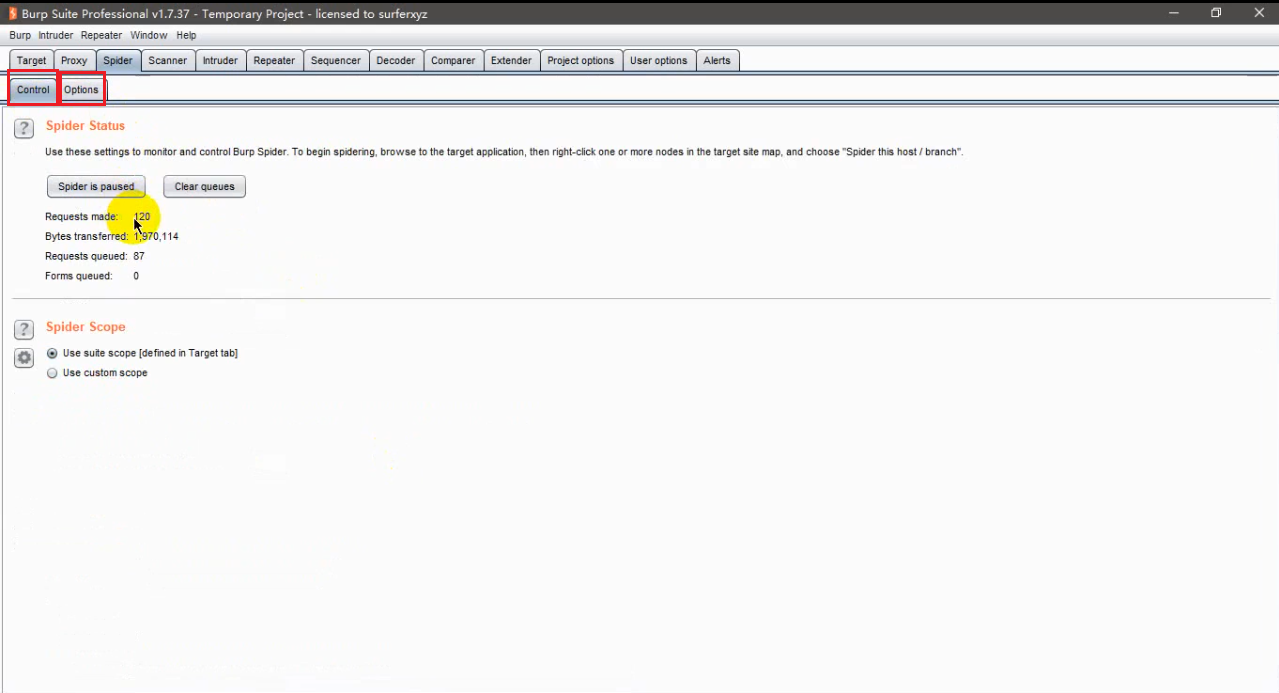 Burp Suite Professional v1.7.37 - Temporary Project - licensed to surferxyz
Burp Intruder Repeater Window Help
Target Proxy Spider Scanner Intruder Repeater Sequencer Decoder Comparer Extender Project options User options Alerts
Control Options
? Spider Status
Use these settings to monitor and control Burp Spider. To begin spidering, browse to the target application, then right-click one or more nodes in the target site map, and choose "Spider this host / branch".
Spider is paused Clear queues
Requests made: 120
Bytes transferred: 1,970,114
Requests queued: 87
Forms queued: 0
? Spider Scope
Use suite scope [defined in Target tab]
Use custom scope